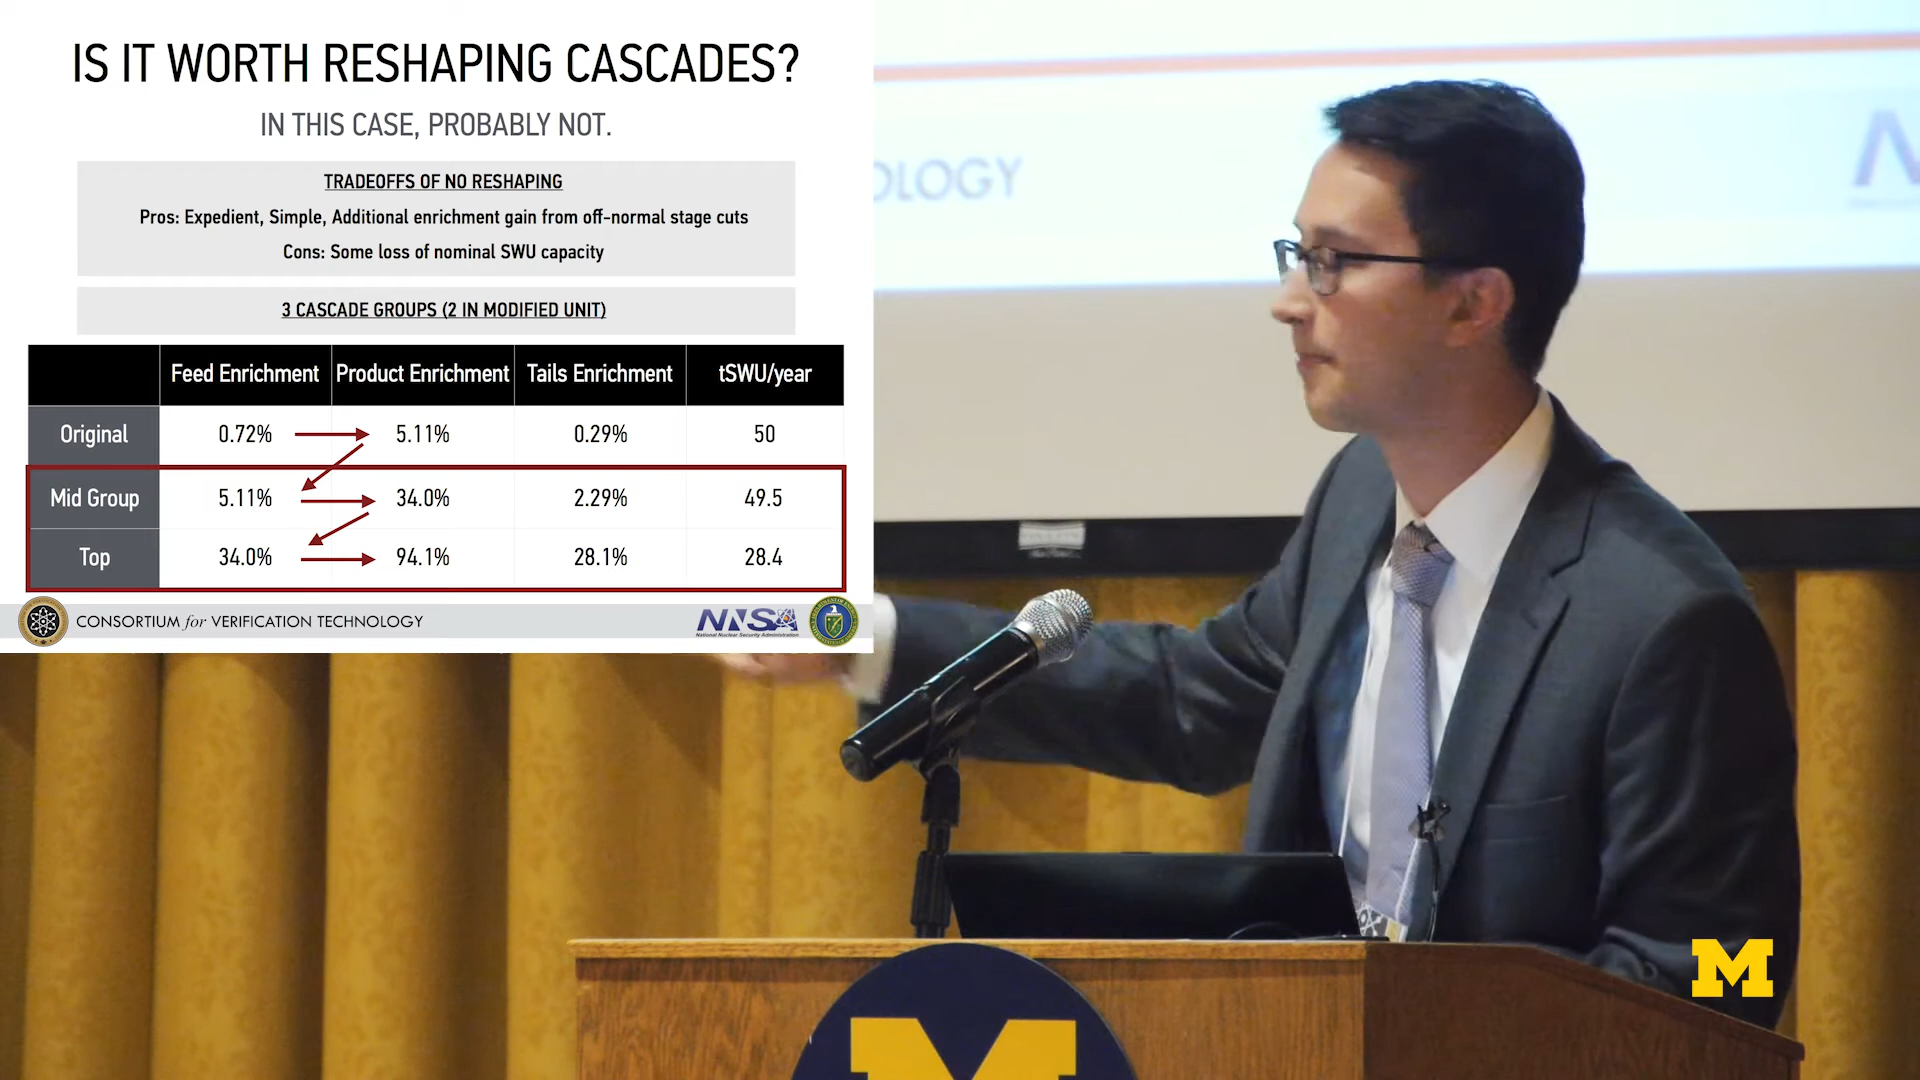 IS IT WORTH RESHAPING CASCADES?
IN THIS CASE, PROBABLY NOT.
TRADEOFFS OF NO RESHAPING
Pros: Expedient, Simple, Additional enrichment gain from off-normal stage cuts
Cons: Some loss of nominal SWU capacity
3 CASCADE GROUPS (2 IN MODIFIED UNIT)
Feed Enrichment Product Enrichment Tails Enrichment tSWU/year
Original 0.72% 5.11% 0.29% 50
Mid Group 5.11% 34.0% 2.29% 49.5
Top 34.0% 94.1% 28.1% 28.4
CONSORTIUM for VERIFICATION TECHNOLOGY
NNSA
National Nuclear Security Administration
OLOGY
N
M
M